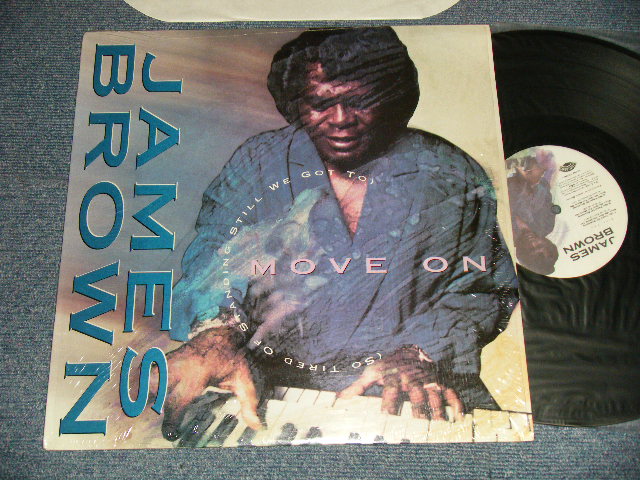 JAMES
BROWN
(SO TIRED OF STANDING STILL WE GOT TO)
MOVE ON
JAMES
BROWN